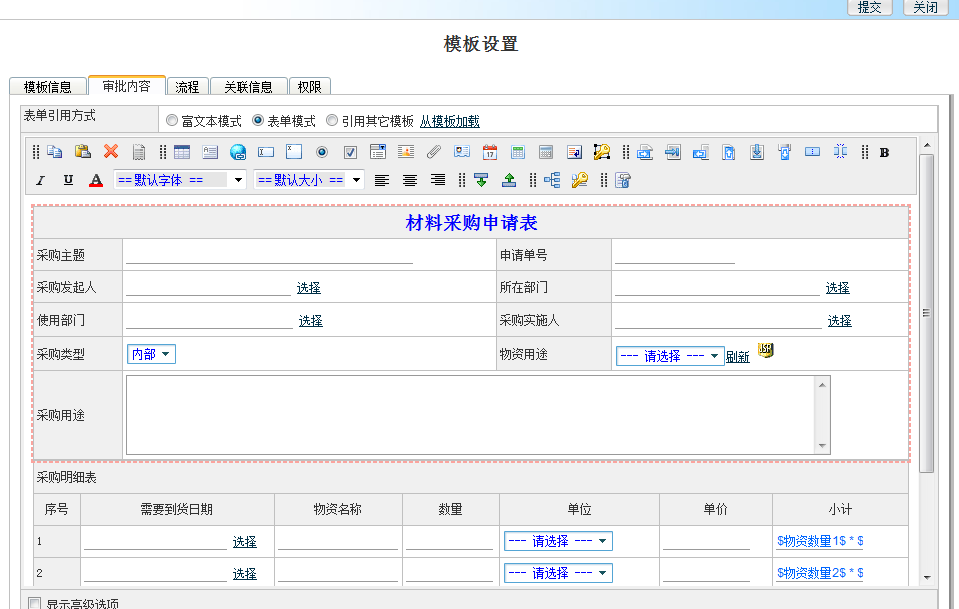 提交 关闭
模板设置
模板信息 审批内容 流程 关联信息 权限
表单引用方式 富文本模式 表单模式 引用其它模板 从模板加载
B
I U A ==默认字体 == ==默认大小 ==
材料采购申请表
采购主题 申请单号
采购发起人 选择 所在部门 选择
使用部门 选择 采购实施人 选择
采购类型 内部 物资用途 --- 请选择 --- 刷新
采购用途
采购明细表
序号 需要到货日期 物资名称 数量 单位 单价 小计
1 选择 --- 请选择 --- $物资数量1$ * $
2 选择 --- 请选择 --- $物资数量2$ * $
显示高级选项